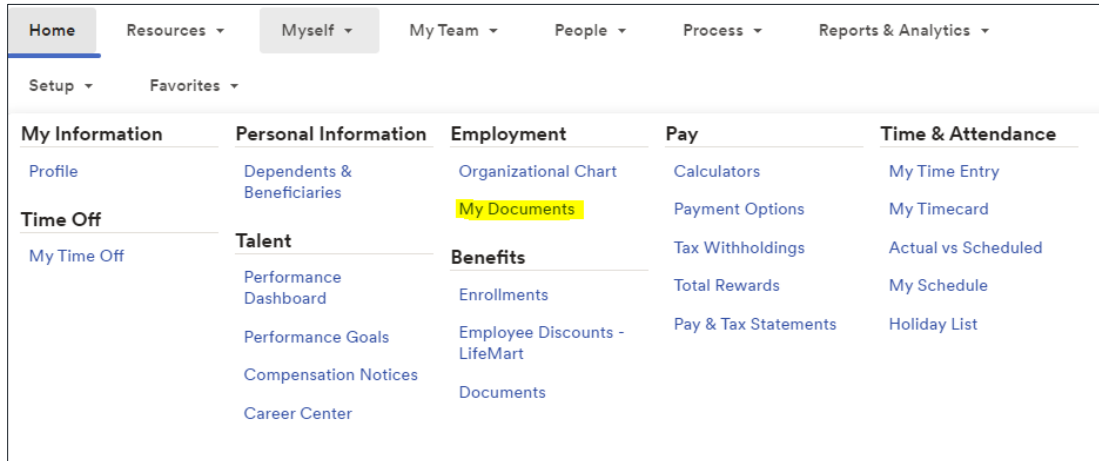 Home Resources Myself My Team People Process Reports & Analytics
Setup Favorites
My Information
Profile
Time Off
My Time Off
Personal Information
Dependents &
Beneficiaries
Talent
Performance
Dashboard
Performance Goals
Compensation Notices
Career Center
Employment
Organizational Chart
My Documents
Benefits
Enrollments
Employee Discounts -
LifeMart
Documents
Pay
Calculators
Payment Options
Tax Withholdings
Total Rewards
Pay & Tax Statements
Time & Attendance
My Time Entry
My Timecard
Actual vs Scheduled
My Schedule
Holiday List